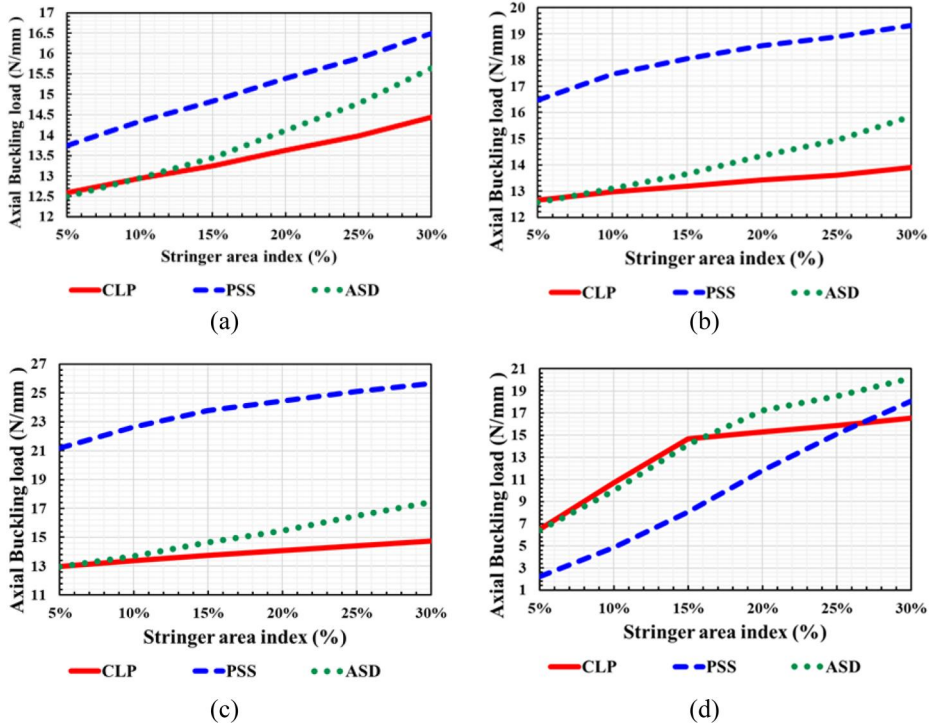 Axial Buckling load (N/mm)
17
16.5
16
15.5
15
14.5
14
13.5
13
12.5
12
5% 10% 15% 20% 25% 30%
Stringer area index (%)
CLP PSS ASD
(a)
Axial Buckling load (N/mm)
20
19
18
17
16
15
14
13
12
5% 10% 15% 20% 25% 30%
Stringer area index (%)
CLP PSS ASD
(b)
Axial Buckling load (N/mm)
27
25
23
21
19
17
15
13
11
5% 10% 15% 20% 25% 30%
Stringer area index (%)
CLP PSS ASD
(c)
Axial Buckling load (N/mm)
21
19
17
15
13
11
9
7
5
3
1
5% 10% 15% 20% 25% 30%
Stringer area index (%)
CLP PSS ASD
(d)